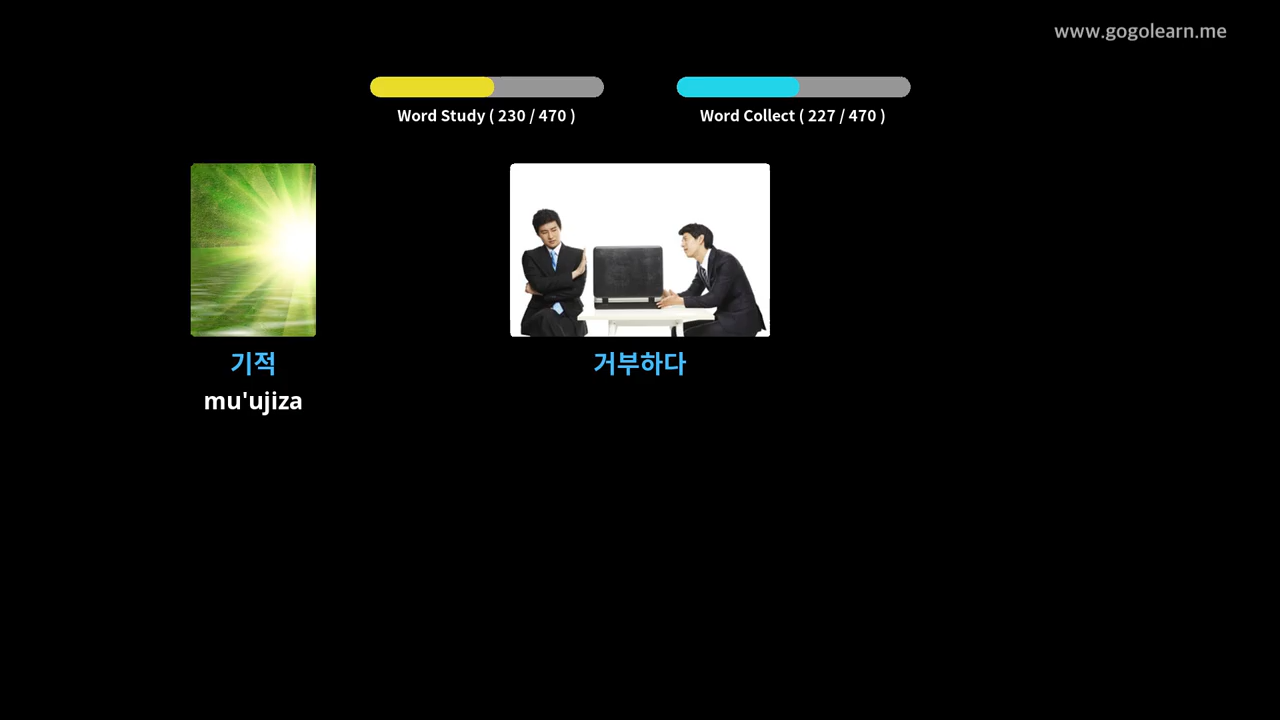 www.gogolearn.me
Word Study ( 230 / 470 )
Word Collect ( 227 / 470 )
기적
mu'ujiza
거부하다